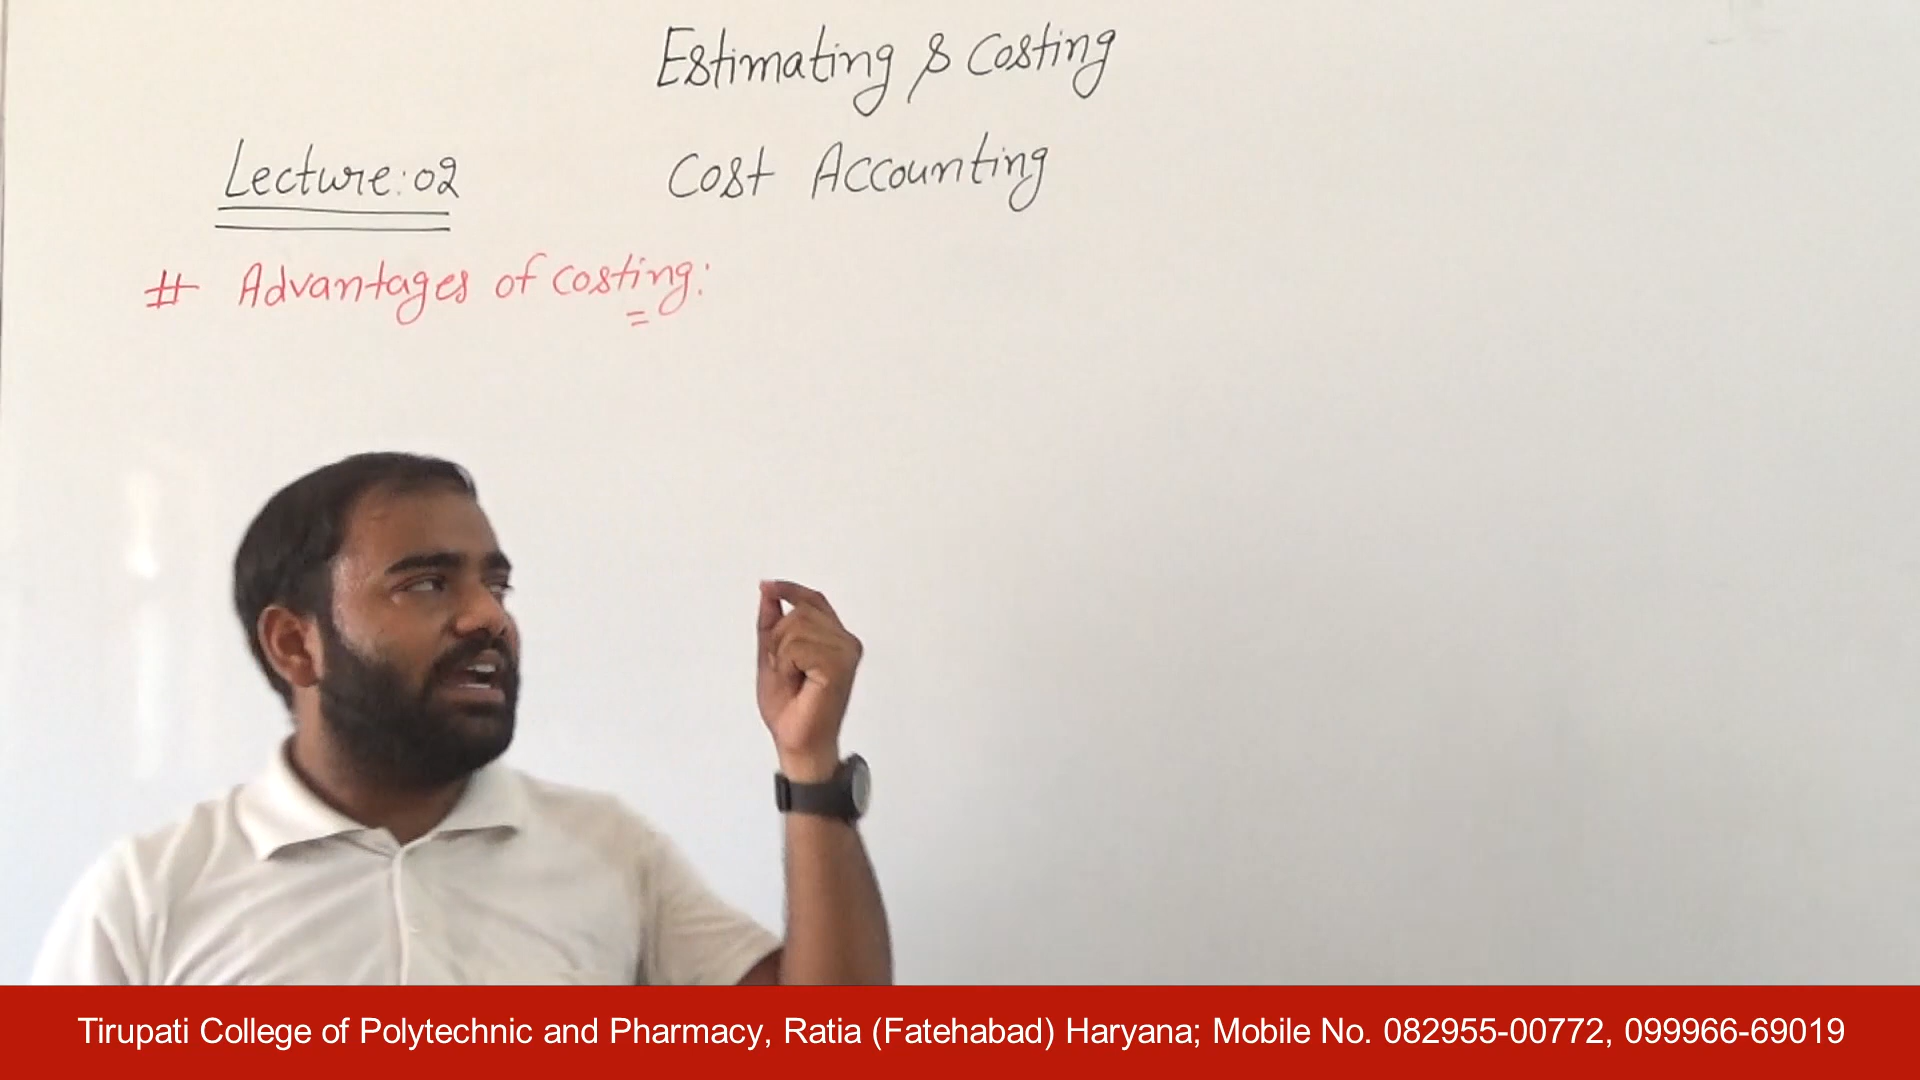 Estimating & Costing
Lecture:02 Cost Accounting
# Advantages of Costing:
Tirupati College of Polytechnic and Pharmacy, Ratia (Fatehabad) Haryana; Mobile No. 082955-00772, 099966-69019